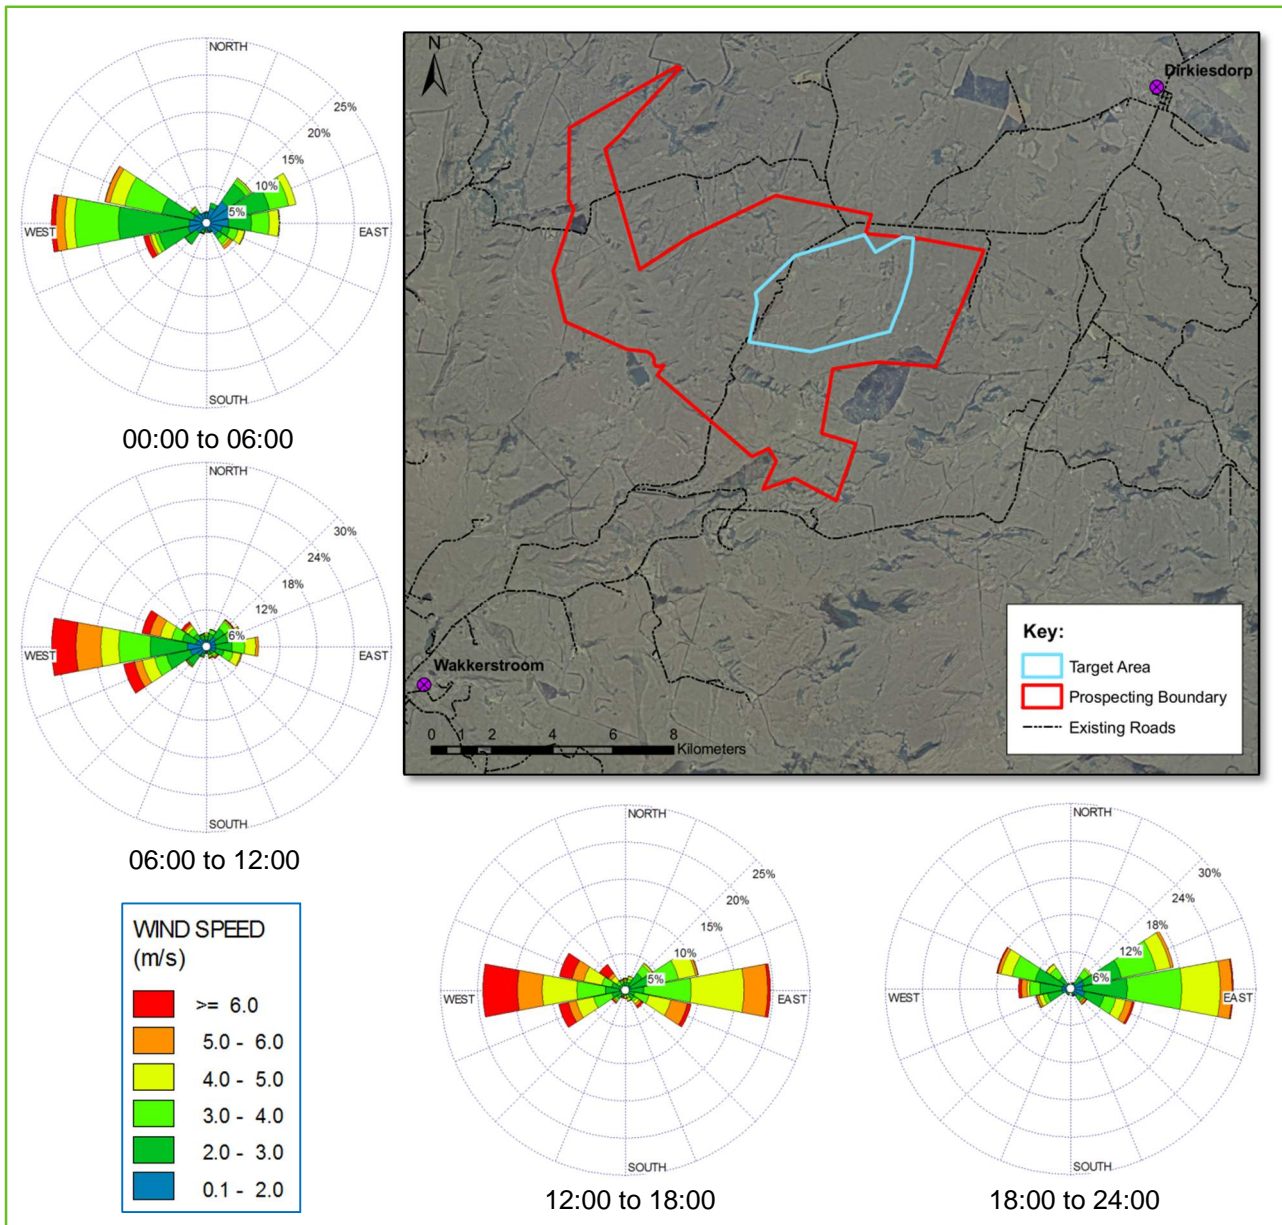 NORTH
25%
20%
15%
10%
5%
WEST
EAST
SOUTH
00:00 to 06:00
NORTH
30%
24%
18%
12%
6%
WEST
EAST
SOUTH
06:00 to 12:00
N
Dirkiesdorp
Wakkerstroom
0 2 4 6 8
Kilometers
Key:
Target Area
Prospecting Boundary
Existing Roads
WIND SPEED
(m/s)
>= 6.0
5.0 - 6.0
4.0 - 5.0
3.0 - 4.0
2.0 - 3.0
0.1 - 2.0
NORTH
25%
20%
15%
10%
5%
WEST
EAST
SOUTH
12:00 to 18:00
NORTH
30%
24%
18%
12%
6%
WEST
EAST
SOUTH
18:00 to 24:00